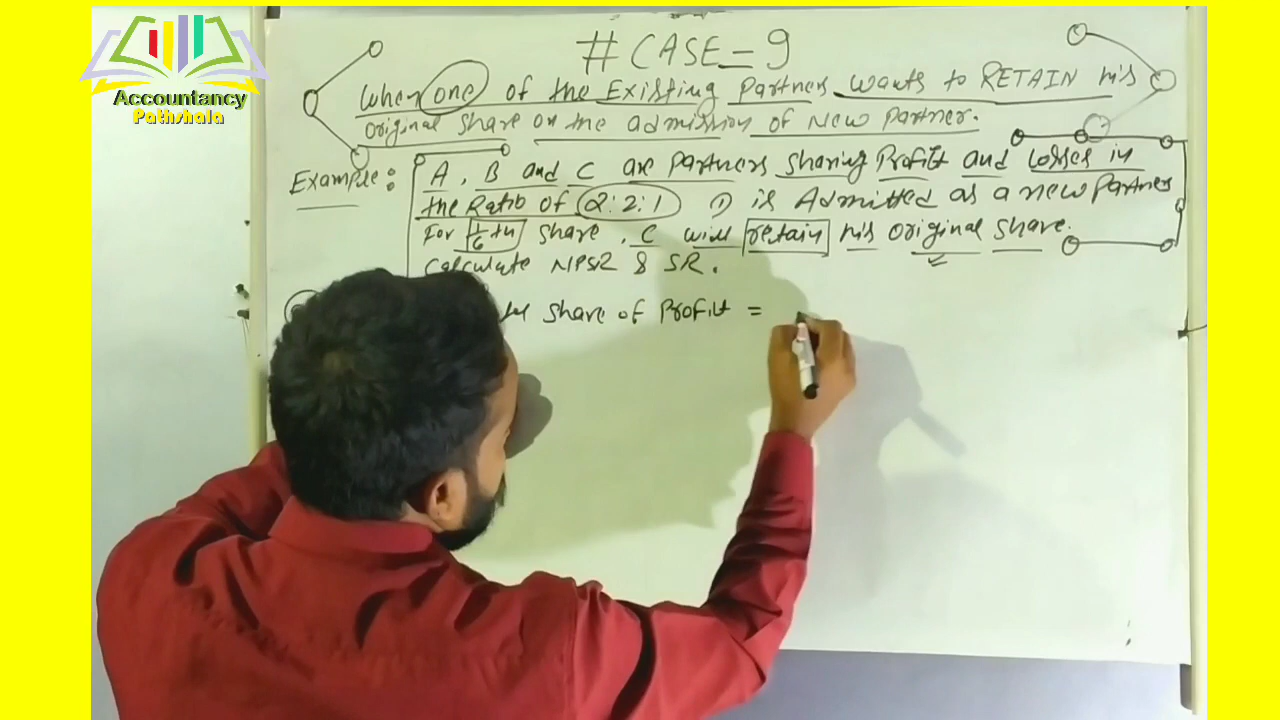 Accountancy
Pathshala
# CASE = 9
When one of the Existing Partners wants to RETAIN his
original share on the admission of New Partner.
Example: A, B and C are Partners sharing Profit and losses in
the Ratio of 2:2:1 D is Admitted as a new Partner
For 1/6 th share, C will retain his original share.
Calculate NPSR & SR.
share of Profit =